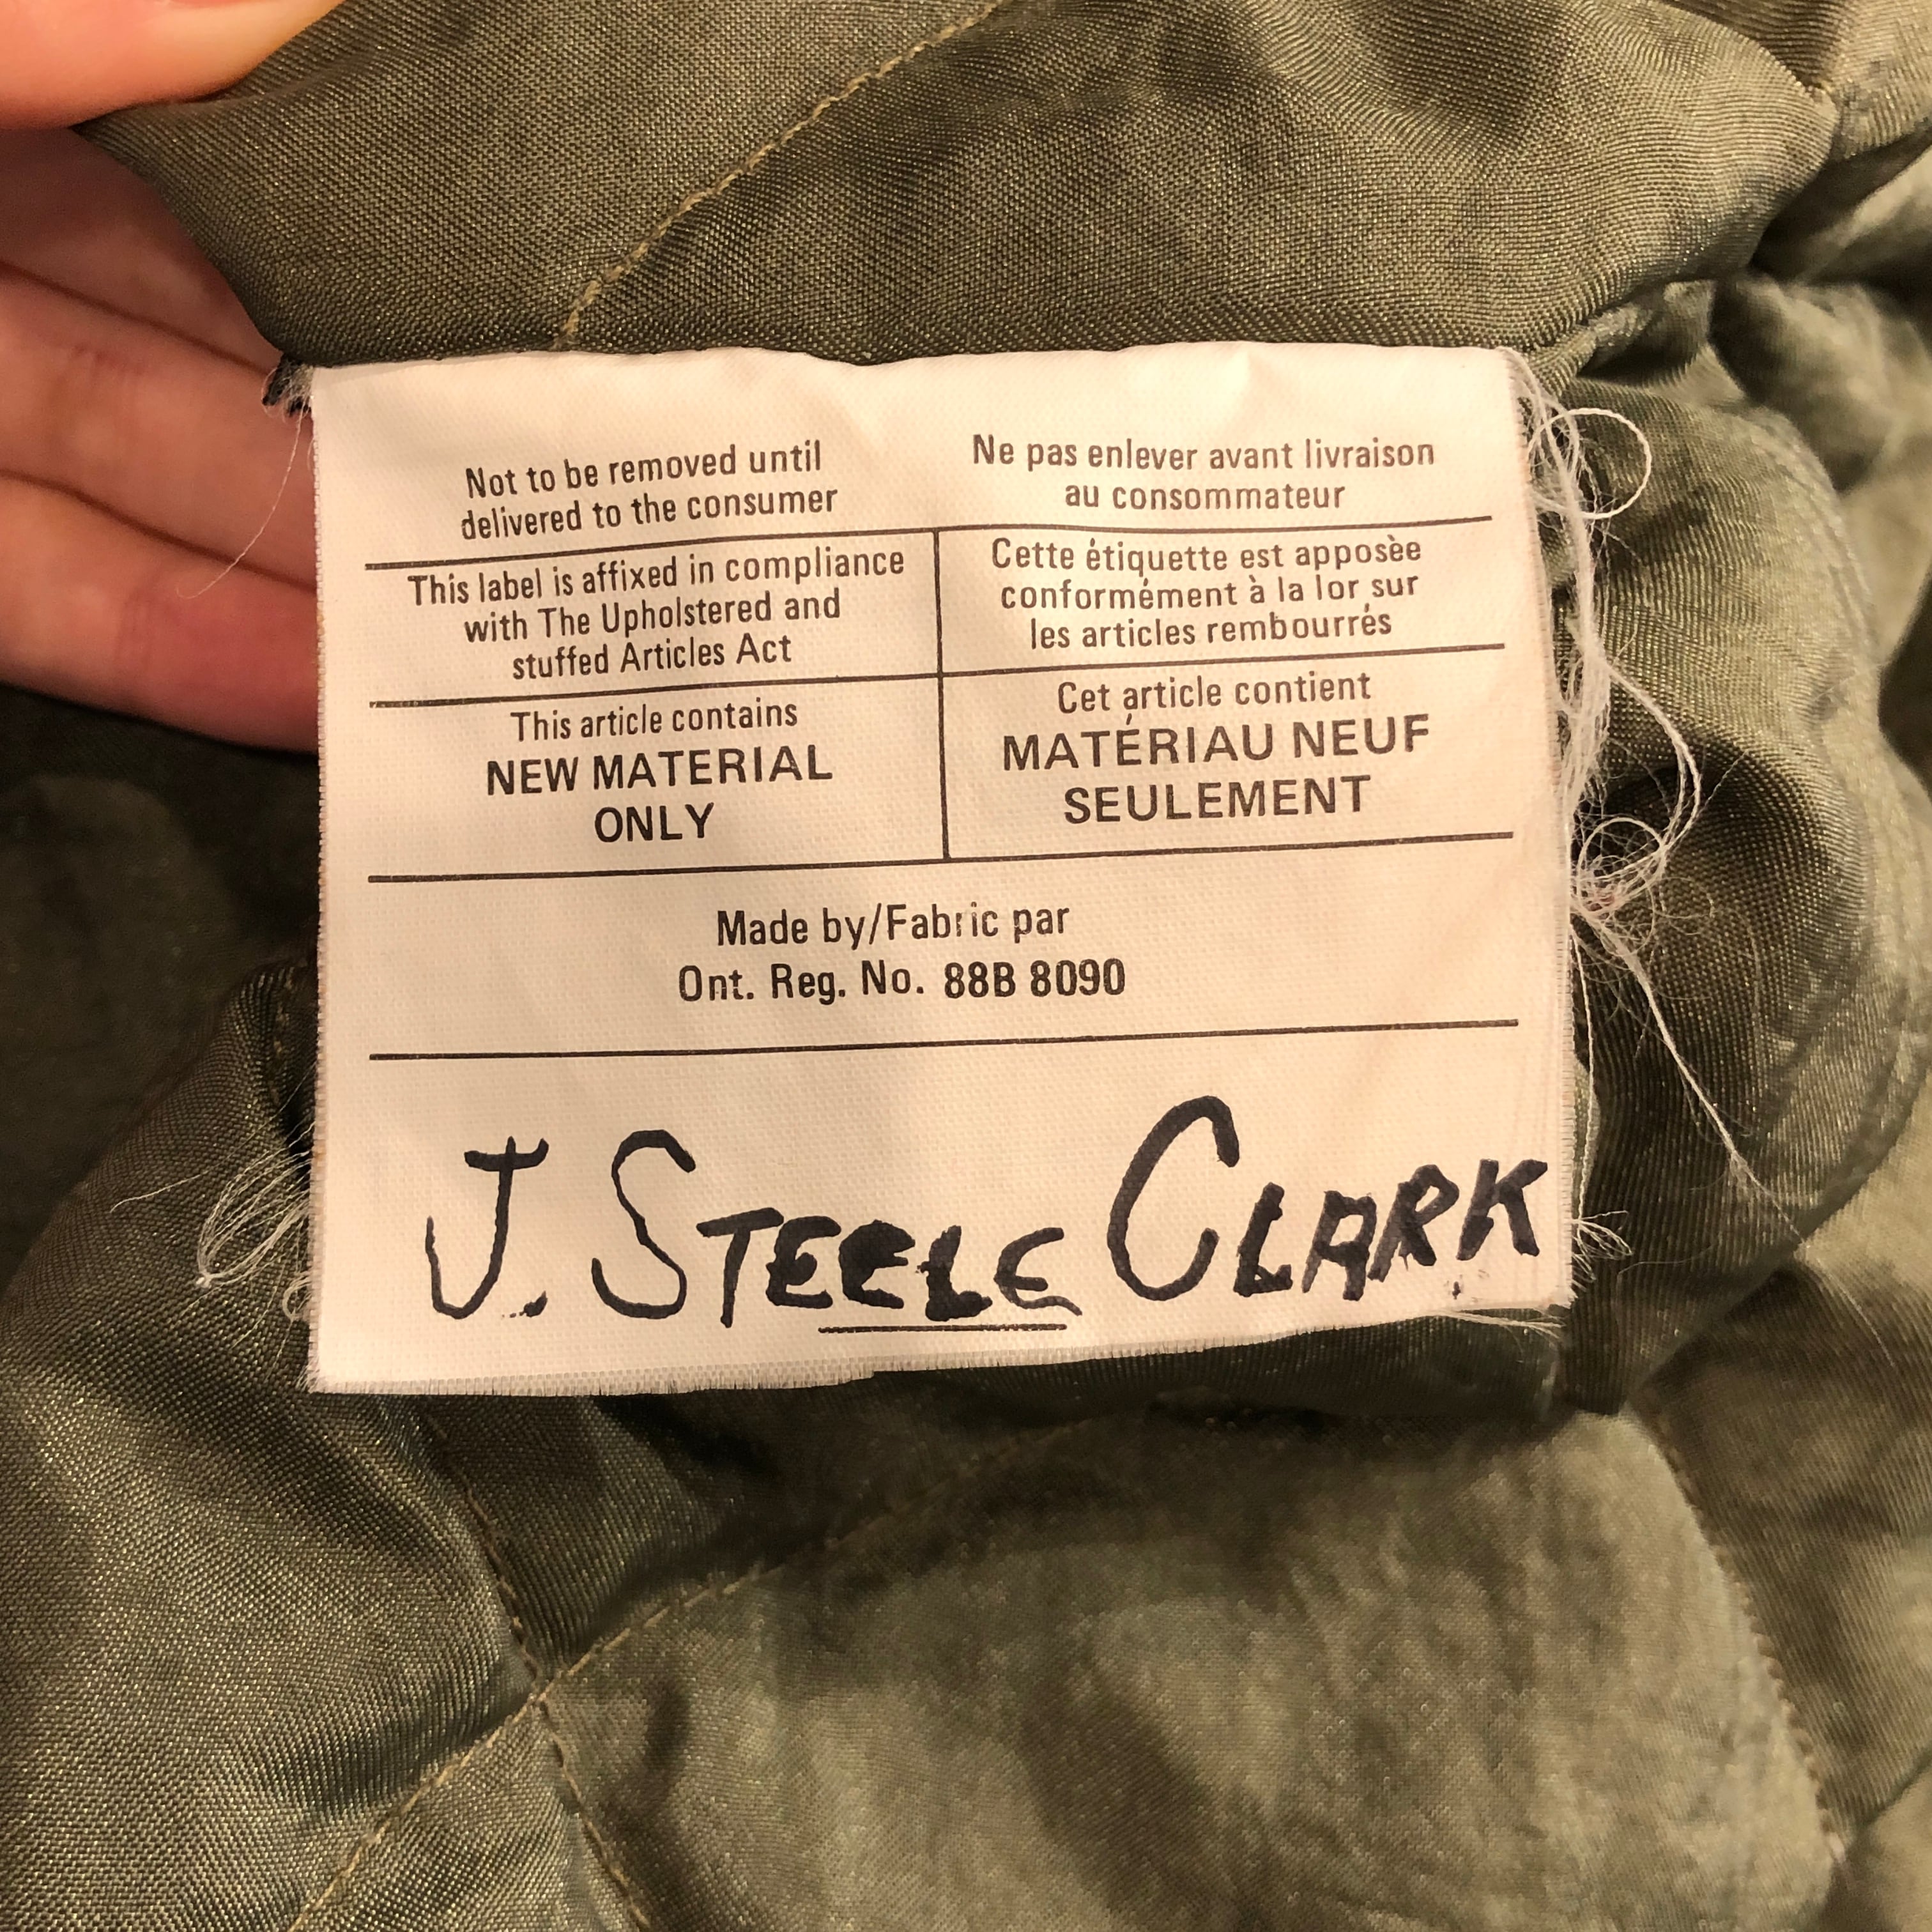 Not to be removed until
delivered to the consumer
Ne pas enlever avant livraison
au consommateur
This label is affixed in compliance
with The Upholstered and
stuffed Articles Act
Cette étiquette est apposèe
conformément à la lor sur
les articles rembourrés
This article contains
NEW MATERIAL
ONLY
Cet article contient
MATÉRIAU NEUF
SEULEMENT
Made by/Fabric par
Ont. Reg. No. 88B 8090
J. STEELE CLARK